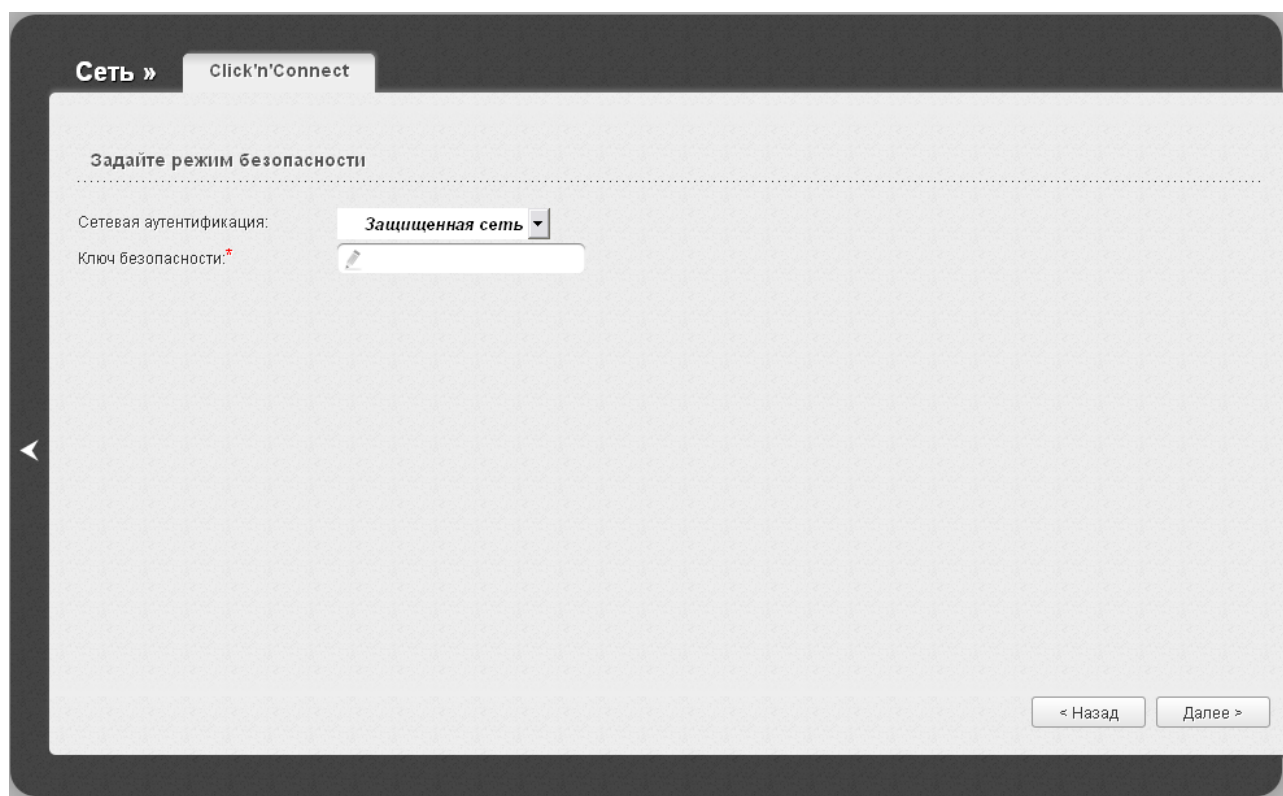 Сеть » Click'n'Connect
Задайте режим безопасности
Сетевая аутентификация: Защищенная сеть
Ключ безопасности:*
< Назад Далее >